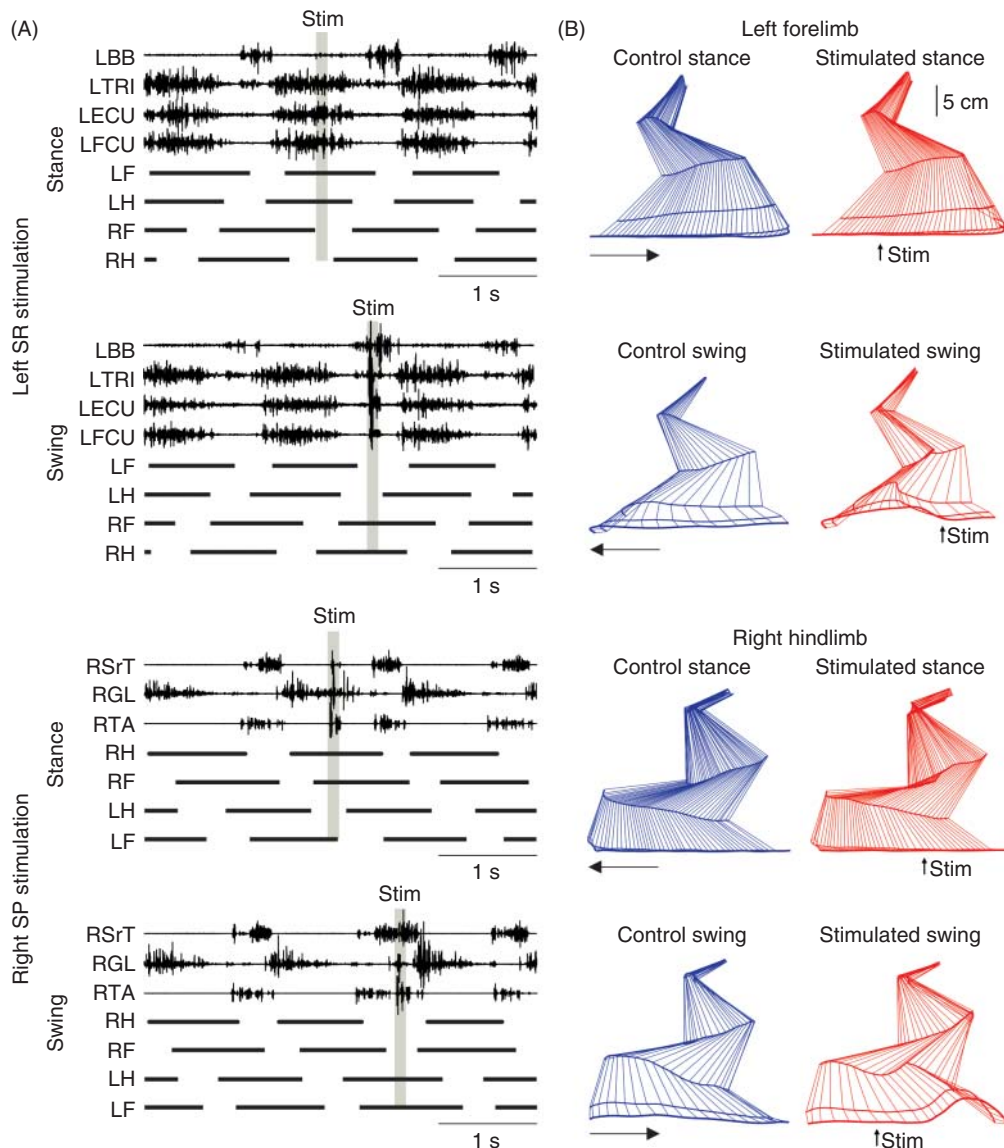 (A)
Stim
(B)
Left forelimb
Control stance
Stimulated stance
LBB
LTRI
LECU
LFCU
LF
LH
RF
RH
Stance
5 cm
Stim
1 s
Left SR stimulation
Stim
LBB
LTRI
LECU
LFCU
LF
LH
RF
RH
Swing
Control swing
Stimulated swing
Stim
1 s
Stim
Right hindlimb
Control stance
Stimulated stance
RSrT
RGL
RTA
RH
RF
LH
LF
Stance
Stim
1 s
Right SP stimulation
Stim
RSrT
RGL
RTA
RH
RF
LH
LF
Swing
Control swing
Stimulated swing
Stim
1 s